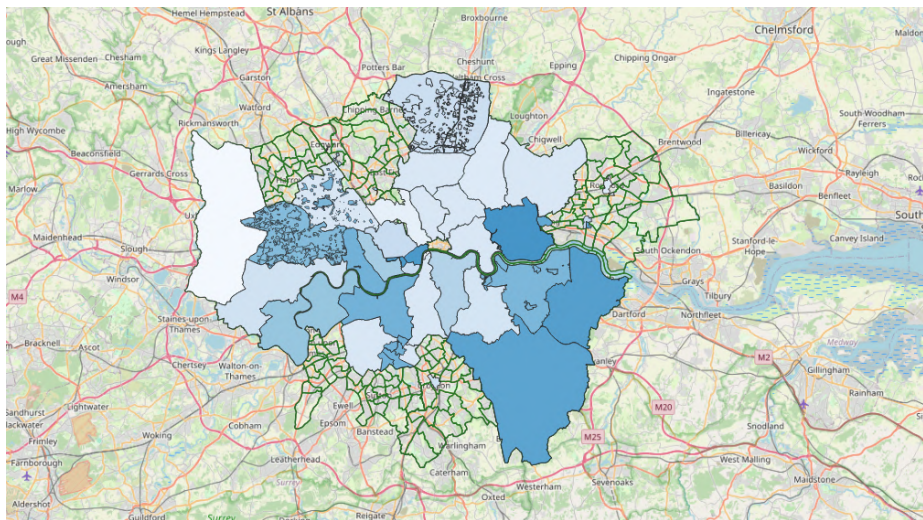 Hemel Hempstead
St Albans
Broxbourne
Chelmsford
Maldon
Great Missenden
Chesham
Kings Langley
Potters Bar
Cheshunt
Epping
Chipping Ongar
Amersham
Garston
Watford
Ingatestone
South Woodham
Ferrers
High Wycombe
Rickmansworth
Loughton
Chigwell
Billericay
Beaconsfield
Brentwood
Wickford
Rayleigh
Marlow
Gerrards Cross
Basildon
Benfleet
Maidenhead
Slough
South Ockendon
Stanford-le-
Hope
Canvey Island
M4
Windsor
Grays
Tilbury
Dartford
Northfleet
Staines-upon
Thames
Bracknell
Ascot
Chertsey
Walton-on-
Thames
M2
Medway
Gillingham
Rainham
Ewell
Epsom
Banstead
Lightwater
Cobham
M20
Sandhurst
Woking
Leatherhead
Caterham
M25
Snodland
Frimley
Farnborough
Westerham
Sevenoaks
West Malling
Maidstone
Oxted
Aldershot
Guildford
Surrey
Reigate